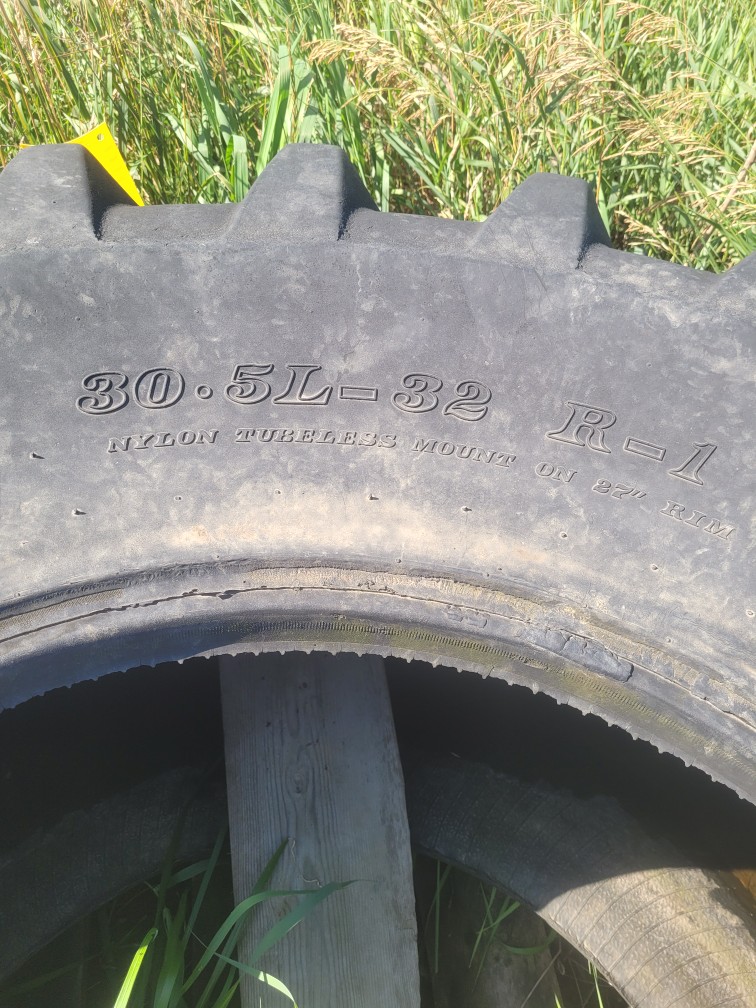 30.5L-32 R-1
NYLON TUBELESS MOUNT ON 27" RIM